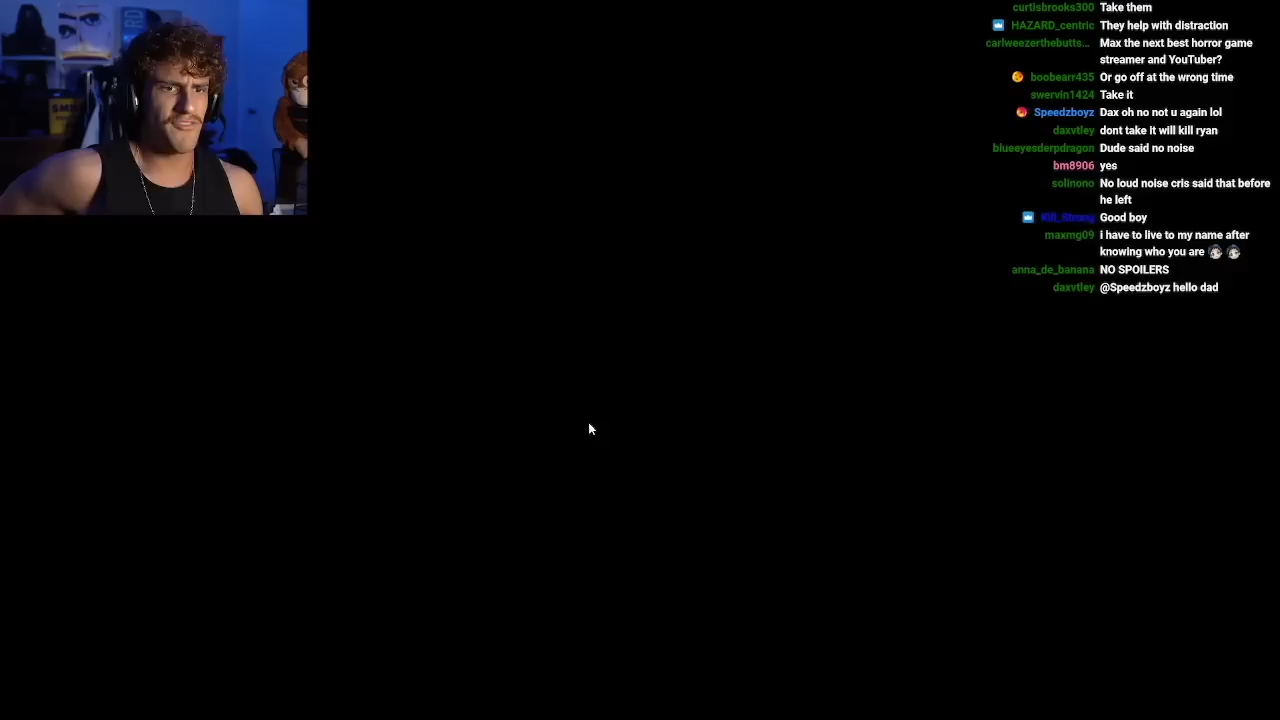 curtisbrooks300 Take them
HAZARD_centric They help with distraction
carlweezerthebutts... Max the next best horror game
streamer and YouTuber?
boobearr435 Or go off at the wrong time
swervin1424 Take it
Speedzboyz Dax oh no not u again lol
daxvtley dont take it will kill ryan
blueeyesderpdragon Dude said no noise
bm8906 yes
solinono No loud noise cris said that before
he left
Kill_Strong Good boy
maxmg09 i have to live to my name after
knowing who you are
anna_de_banana NO SPOILERS
daxvtley @Speedzboyz hello dad